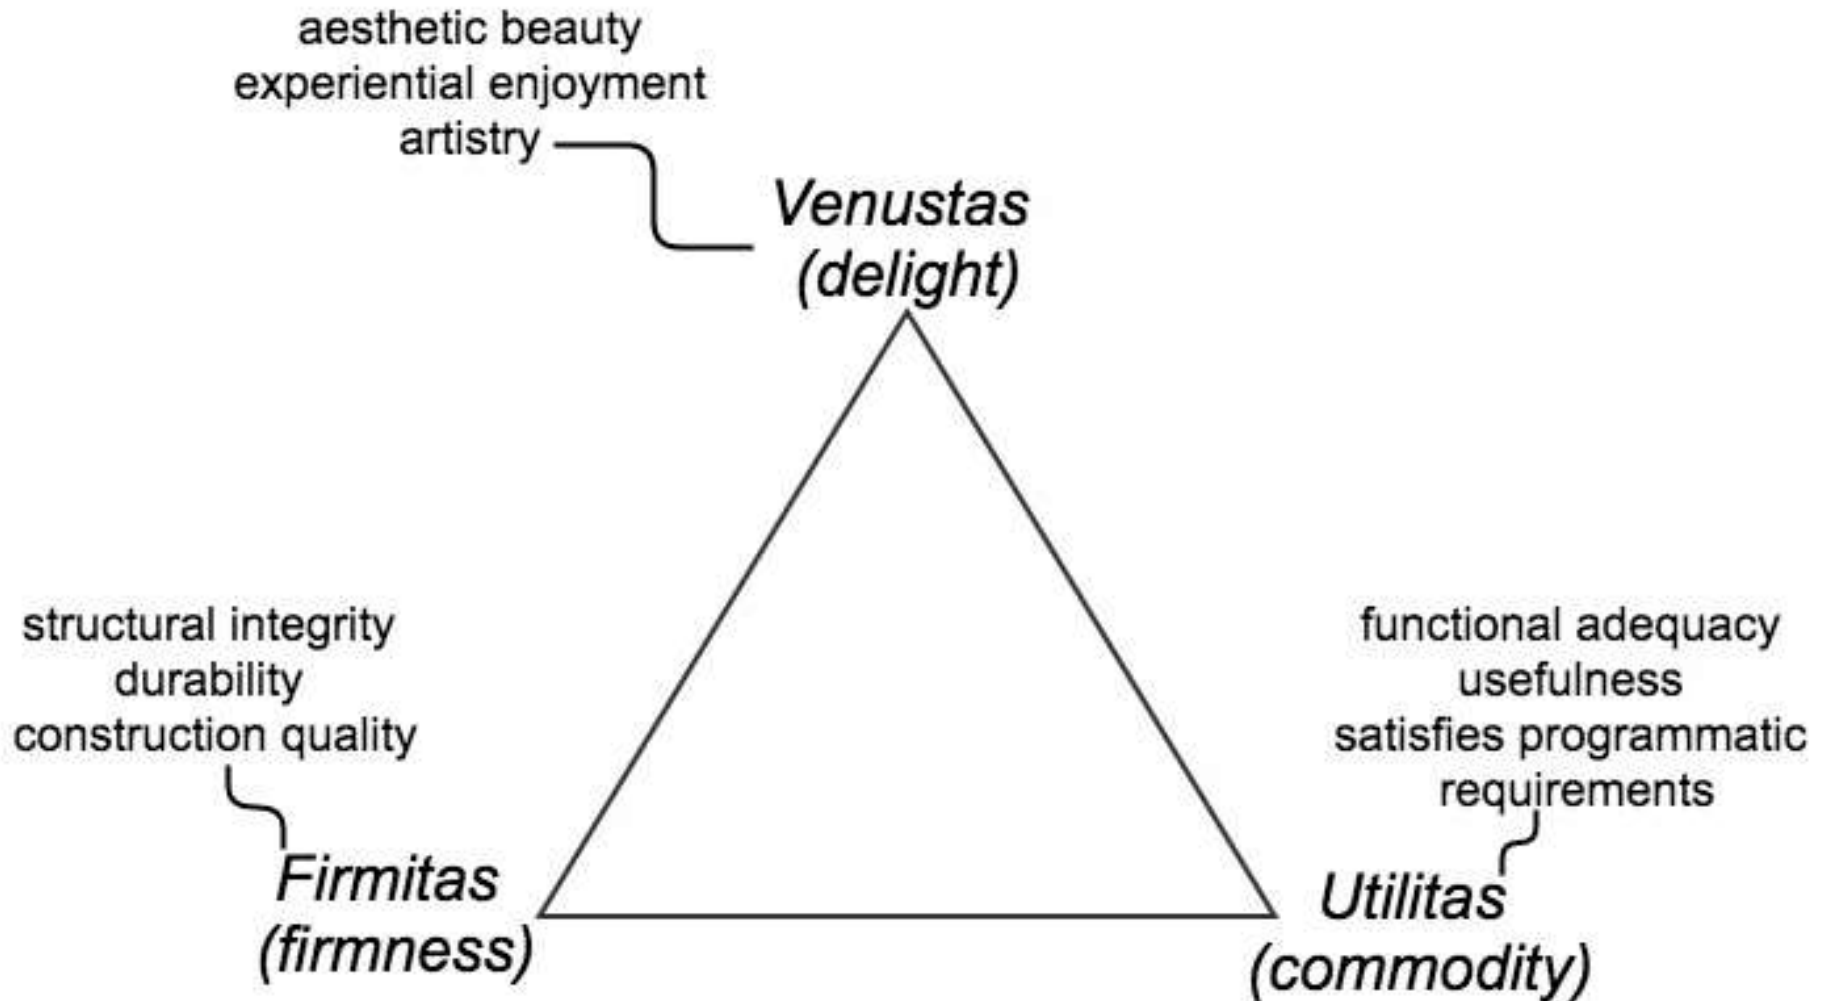 aesthetic beauty
experiential enjoyment
artistry
Venustas
(delight)
structural integrity
durability
construction quality
Firmitas
(firmness)
functional adequacy
usefulness
satisfies programmatic
requirements
Utilitas
(commodity)